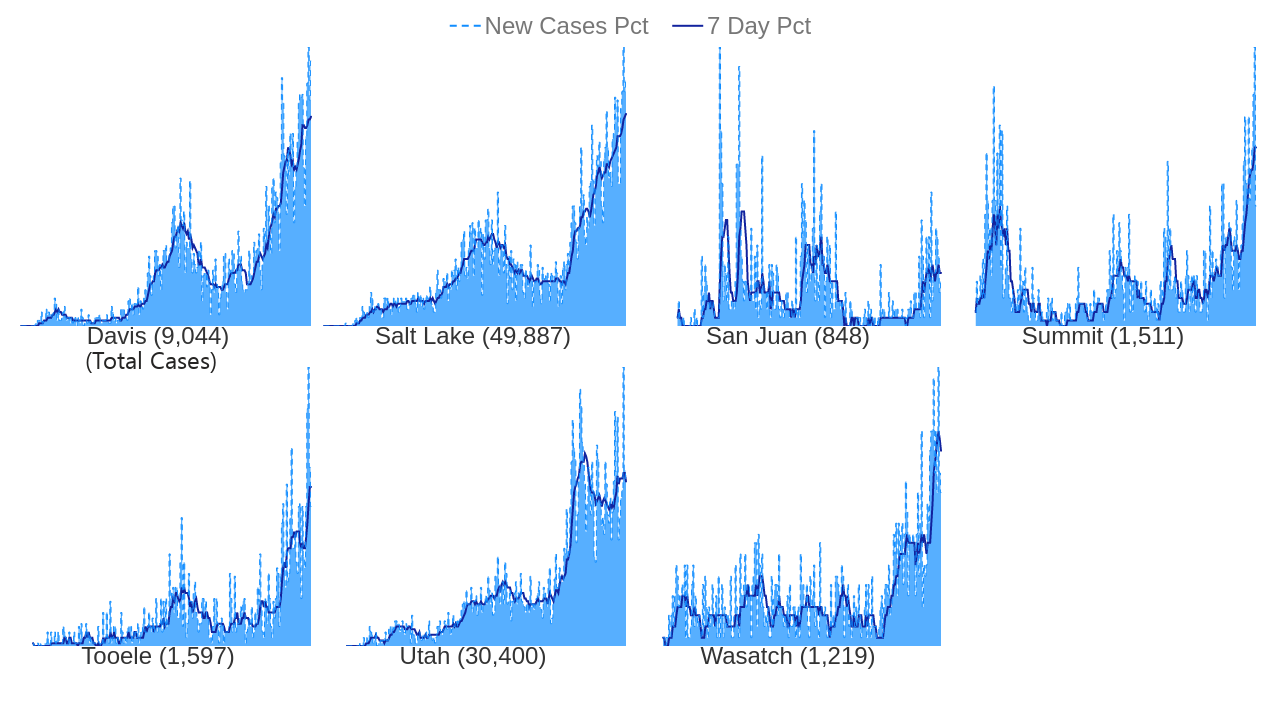 New Cases Pct 7 Day Pct
Davis (9,044)
(Total Cases)
Salt Lake (49,887)
San Juan (848)
Summit (1,511)
Tooele (1,597)
Utah (30,400)
Wasatch (1,219)